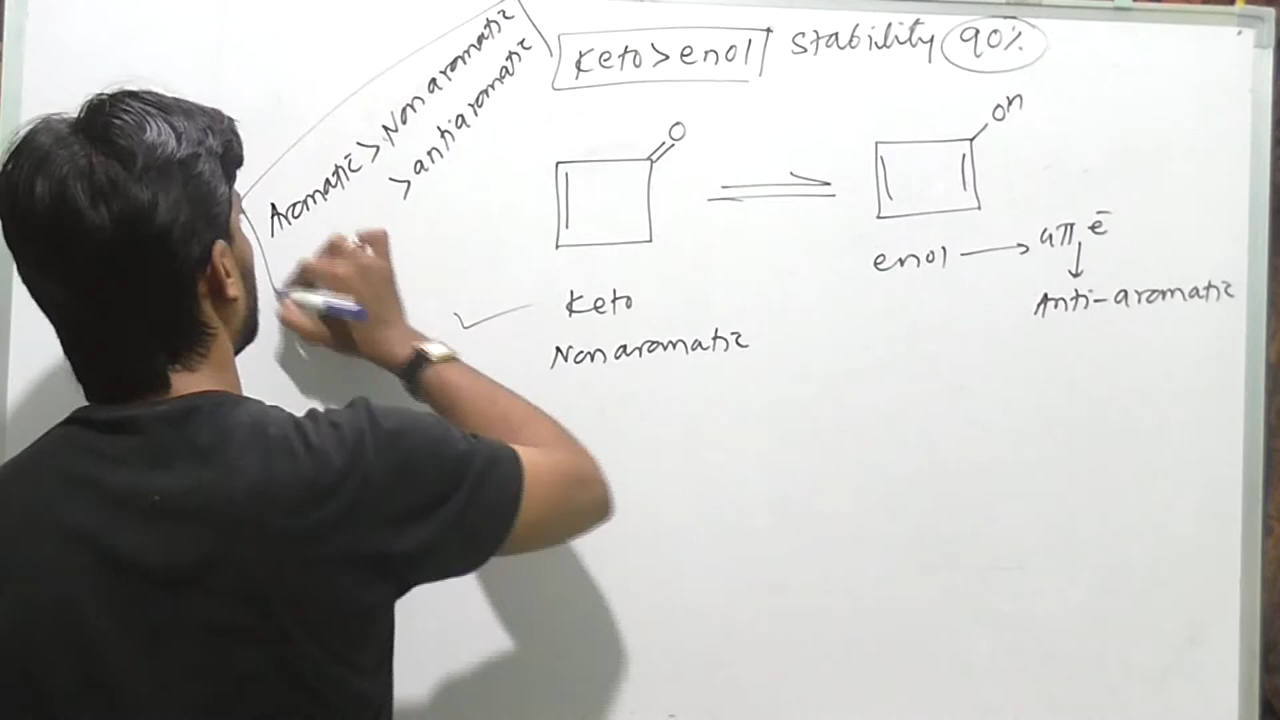 Keto > enol stability 90%
Aromatic > Non aromatic
> antiaromatic
O
OH
enol → 4π e̅
↓
Anti-aromatic
Keto
Non aromatic